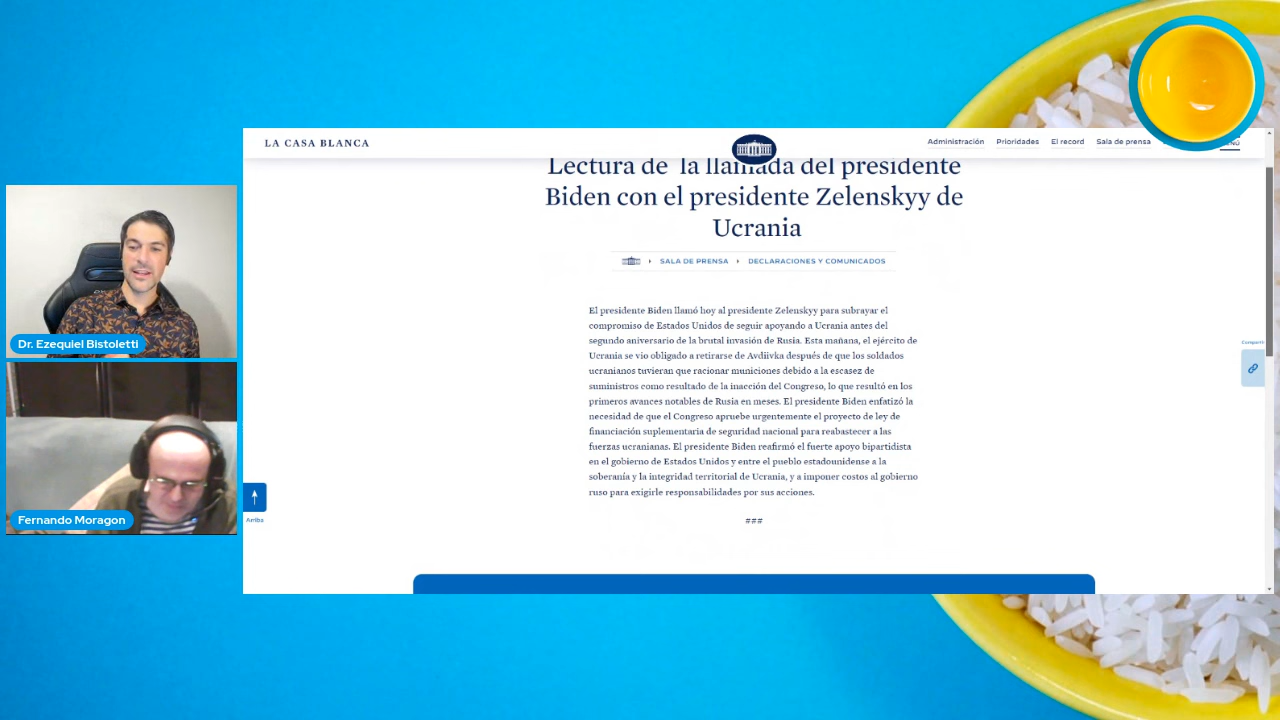 LA CASA BLANCA
Administración
Prioridades
El record
Sala de prensa
Lectura de la llamada del presidente
Biden con el presidente Zelenskyy de
Ucrania
SALA DE PRENSA
DECLARACIONES Y COMUNICADOS
El presidente Biden llamó hoy al presidente Zelenskyy para subrayar el
compromiso de Estados Unidos de seguir apoyando a Ucrania antes del
segundo aniversario de la brutal invasión de Rusia. Esta mañana, el ejército de
Ucrania se vio obligado a retirarse de Avdiivka después de que los soldados
ucranianos tuvieran que racionar municiones debido a la escasez de
suministros como resultado de la inacción del Congreso, lo que resultó en los
primeros avances notables de Rusia en meses. El presidente Biden enfatizó la
necesidad de que el Congreso apruebe urgentemente el proyecto de ley de
financiación suplementaria de seguridad nacional para reabastecer a las
fuerzas ucranianas. El presidente Biden reafirmó el fuerte apoyo bipartidista
en el gobierno de Estados Unidos y entre el pueblo estadounidense a la
soberanía y la integridad territorial de Ucrania, y a imponer costos al gobierno
ruso para exigirle responsabilidades por sus acciones.
###
Arriba
Dr. Ezequiel Bistoletti
Fernando Moragon